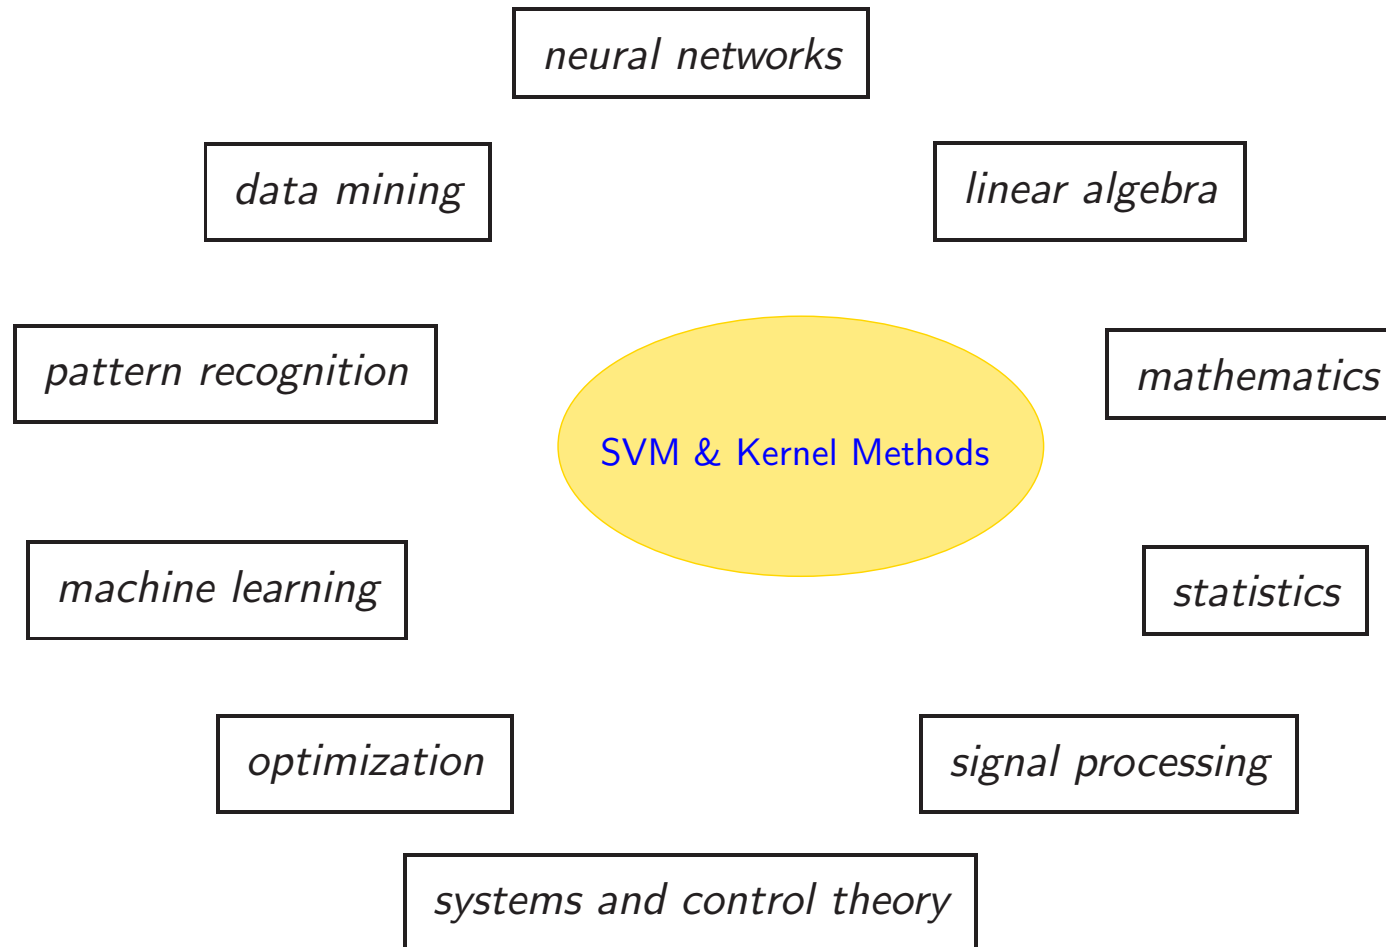 neural networks
data mining
linear algebra
pattern recognition
mathematics
SVM & Kernel Methods
machine learning
statistics
optimization
signal processing
systems and control theory